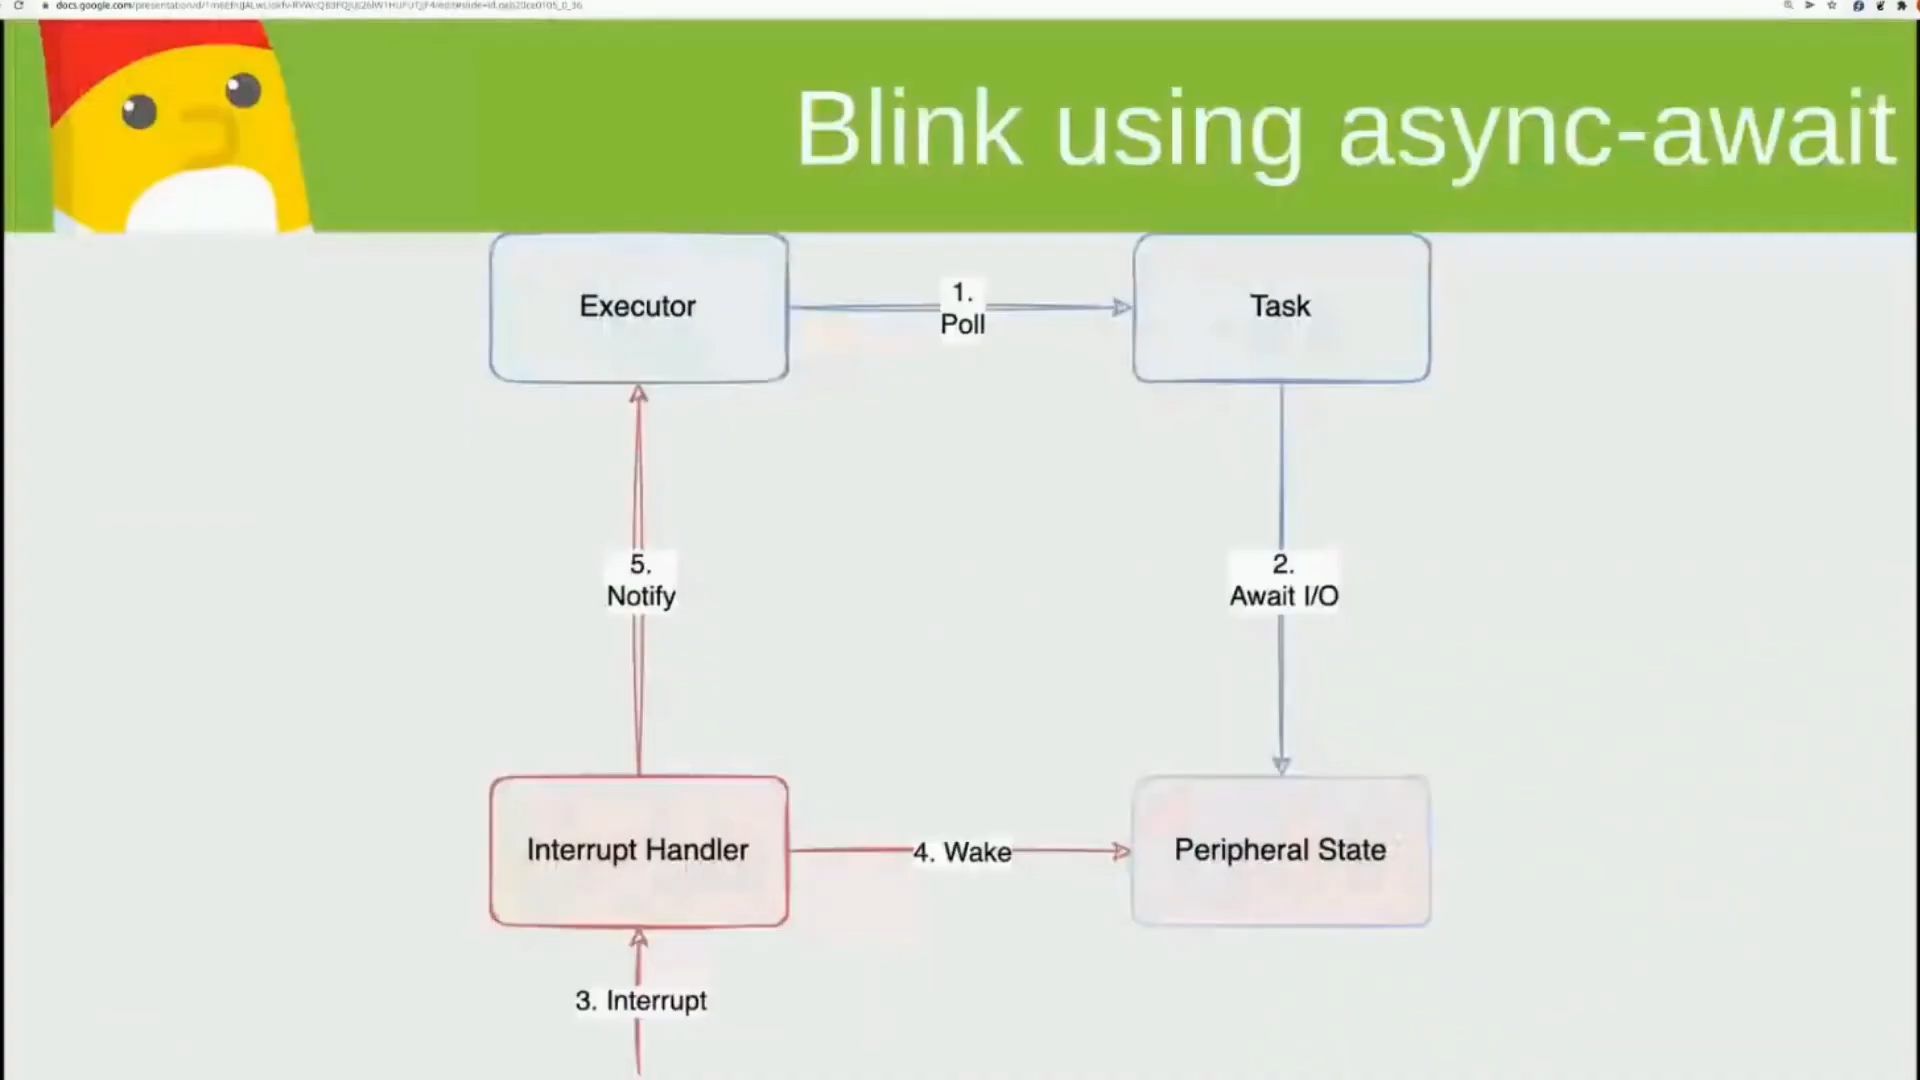 Blink using async-await
Executor
1.
Poll
Task
5.
Notify
2.
Await I/O
Interrupt Handler
4. Wake
Peripheral State
3. Interrupt